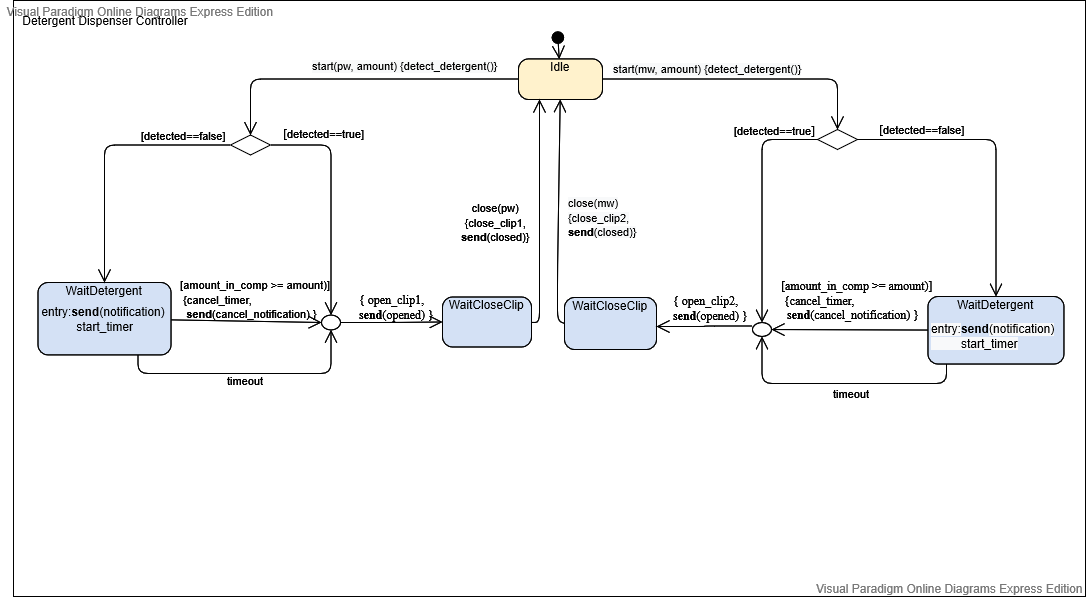 Visual Paradigm Online Diagrams Express Edition
Detergent Dispenser Controller
Idle
start(pw, amount) {detect_detergent()}
start(mw, amount) {detect_detergent()}
[detected==false]
[detected==true]
[detected==true]
[detected==false]
close(pw)
{close_clip1,
send(closed)}
close(mw)
{close_clip2,
send(closed)}
WaitDetergent
entry:send(notification)
start_timer
[amount_in_comp >= amount)]
{cancel_timer,
send(cancel_notification) }
{ open_clip1,
send(opened) }
WaitCloseClip
WaitCloseClip
{ open_clip2,
send(opened) }
[amount_in_comp >= amount)]
{cancel_timer,
send(cancel_notification) }
WaitDetergent
entry:send(notification)
start_timer
timeout
timeout
Visual Paradigm Online Diagrams Express Edition